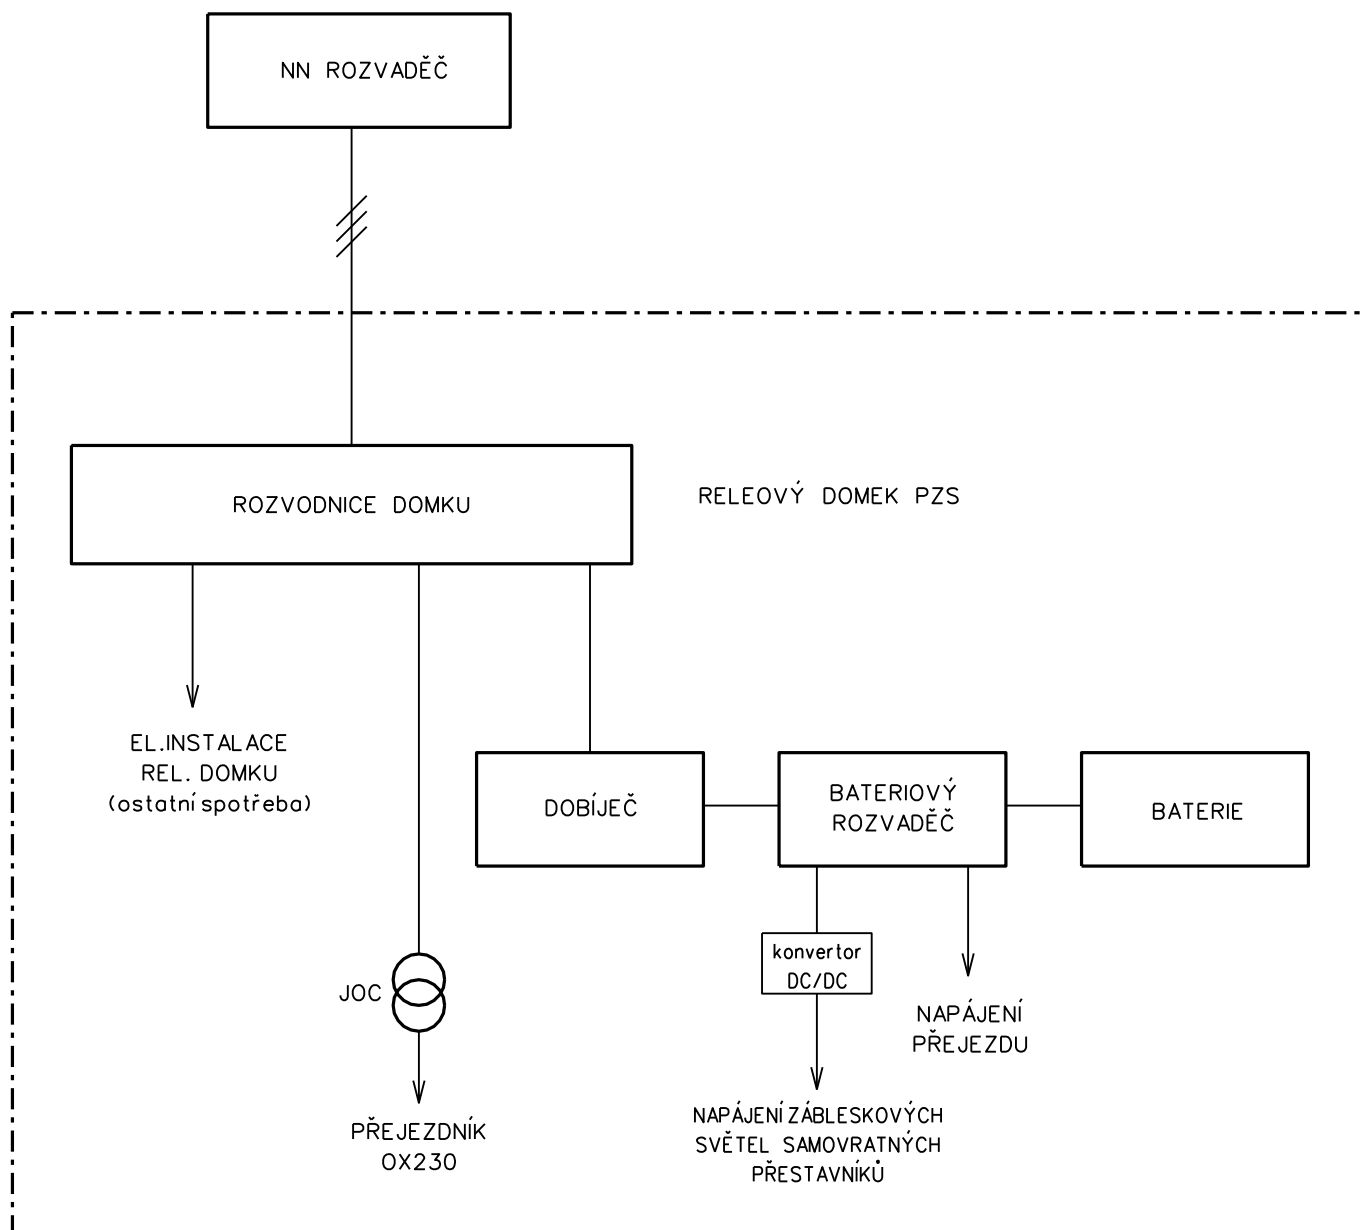 NN ROZVADĚČ
ROZVODNICE DOMKU
RELEOVÝ DOMEK PZS
EL.INSTALACE
REL. DOMKU
(ostatní spotřeba)
DOBÍJEČ
BATERIOVÝ
ROZVADĚČ
BATERIE
konvertor
DC/DC
JOC
NAPÁJENÍ
PŘEJEZDU
PŘEJEZDNÍK
OX230
NAPÁJENÍ ZÁBLESKOVÝCH
SVĚTEL SAMOVRATNÝCH
PŘESTAVNÍKŮ